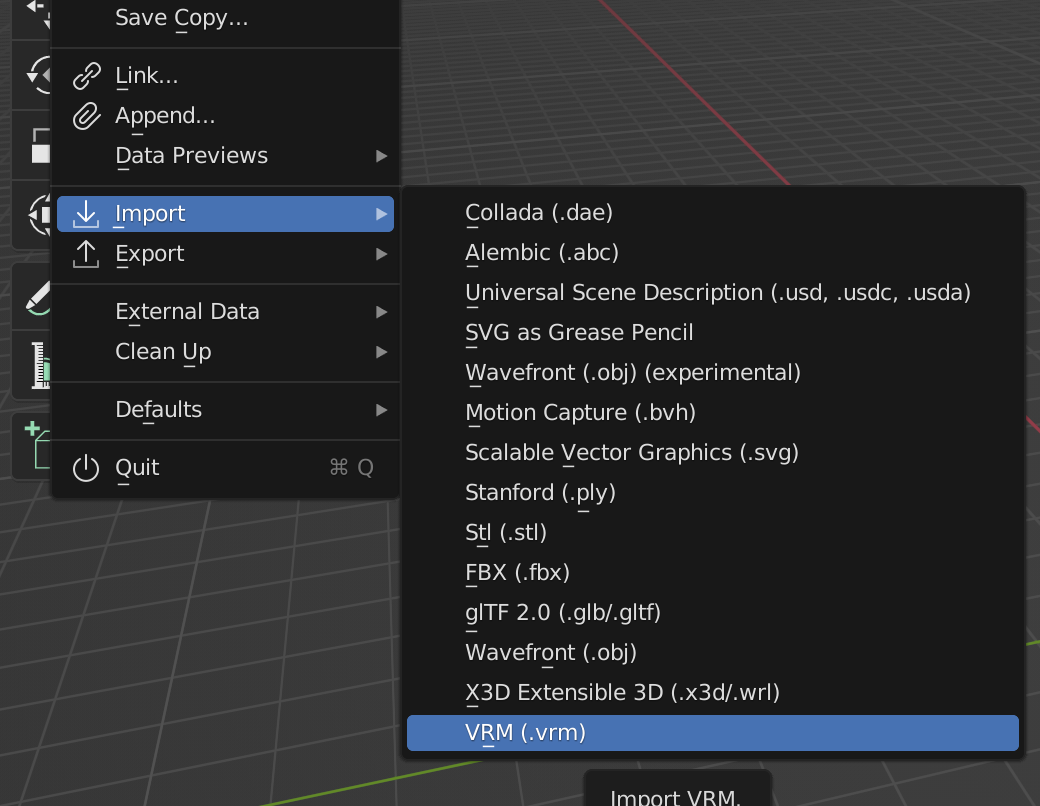 Save Copy...
Link...
Append...
Data Previews
Import
Export
External Data
Clean Up
Defaults
Quit ⌘ Q
Collada (.dae)
Alembic (.abc)
Universal Scene Description (.usd, .usdc, .usda)
SVG as Grease Pencil
Wavefront (.obj) (experimental)
Motion Capture (.bvh)
Scalable Vector Graphics (.svg)
Stanford (.ply)
Stl (.stl)
FBX (.fbx)
glTF 2.0 (.glb/.gltf)
Wavefront (.obj)
X3D Extensible 3D (.x3d/.wrl)
VRM (.vrm)
Import VRM.